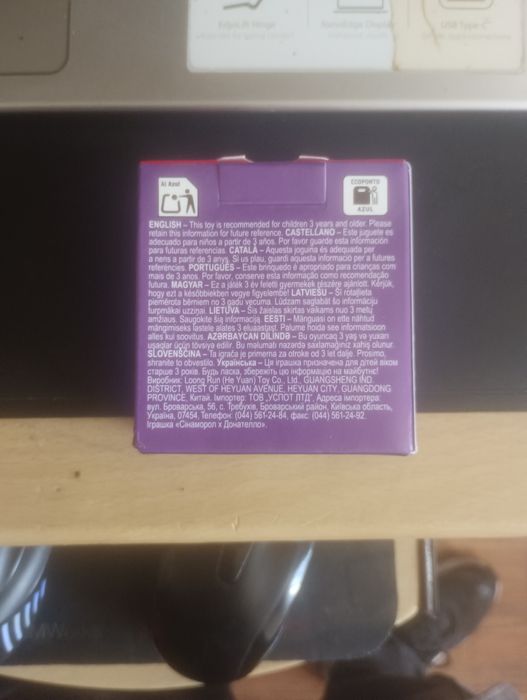 ErgoLift Hinge
NanoEdge Display
USB Type-C
Al Azul
ECOPONTO
AZUL
ENGLISH – This toy is recommended for children 3 years and older. Please
retain this information for future reference. CASTELLANO – Este juguete es
adecuado para niños a partir de 3 años. Por favor guarde esta información
para futuras referencias. CATALÀ – Aquesta joguina és adequada per
a nens a partir de 3 anys. Si us plau, guardi aquesta informació per a futures
referències. PORTUGUÊS – Este brinquedo é apropriado para crianças com
mais de 3 anos. Por favor, conserve esta informação como recomendação
futura. MAGYAR – Ez a játék 3 év feletti gyermekek részére ajánlott. Kérjük,
hogy ezt a későbbiekben vegye figyelembe! LATVIEŠU – Ši rotaļlieta
piemērota bērniem no 3 gadu vecuma. Lūdzam saglabāt šo informāciju
turpmākai uzziņai. LIETUVA – Šis žaislas skirtas vaikams nuo 3 metų
amžiaus. Saugokite šią informaciją. EESTI – Mänguasi on ette nähtud
mängimiseks lastele alates 3 eluaastast. Palume hoida see informatsioon
alles kui soovitus. AZƏRBAYCAN DİLİNDƏ – Bu oyuncaq 3 yaş və yuxarı
uşaqlar üçün tövsiyə edilir. Bu məlumatı nəzərdə saxlamağınız xahiş olunur.
SLOVENŠČINA – Ta igrača je primerna za otroke od 3 let dalje. Prosimo,
shranite to obvestilo. Українська – Ця іграшка призначена для дітей віком
старше 3 років. Будь ласка, збережіть цю інформацію на майбутнє!
Виробник: Loong Run (He Yuan) Toy Co., Ltd., GUANGSHENG IND.
DISTRICT, WEST OF HEYUAN AVENUE, HEYUAN CITY, GUANGDONG
PROVINCE, Китай. Імпортер: ТОВ „УСПОТ ЛТД”. Адреса імпортера:
вул. Броварська, 56, с. Требухів, Броварський район, Київська область,
Україна, 07454, Телефон: (044) 561-24-84, факс: (044) 561-24-92.
Іграшка «Сінаморол х Донателло».